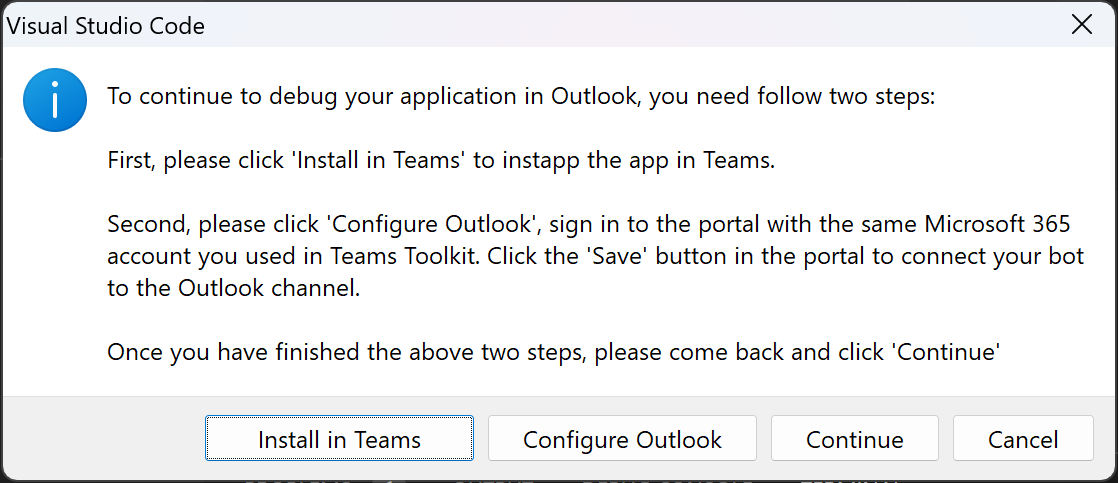 Visual Studio Code
To continue to debug your application in Outlook, you need follow two steps:
First, please click 'Install in Teams' to instapp the app in Teams.
Second, please click 'Configure Outlook', sign in to the portal with the same Microsoft 365
account you used in Teams Toolkit. Click the 'Save' button in the portal to connect your bot
to the Outlook channel.
Once you have finished the above two steps, please come back and click 'Continue'
Install in Teams
Configure Outlook
Continue
Cancel